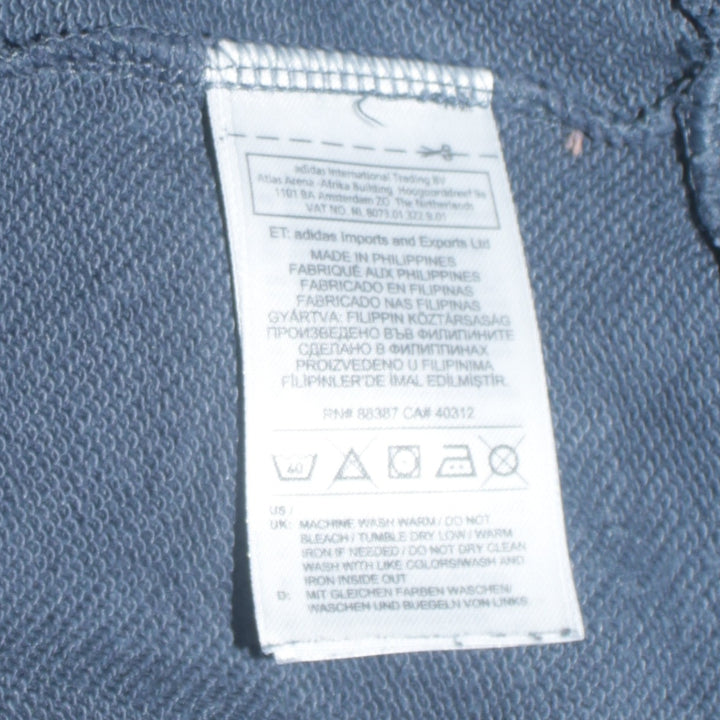 adidas International Trading BV
Atlas Arena - Afrika Building Hoogoorddreef 9a
1101 BA Amsterdam ZO The Netherlands
VAT NO. NL 8073.01.322.B.01
ET: adidas Imports and Exports Ltd
MADE IN PHILIPPINES
FABRIQUÉ AUX PHILIPPINES
FABRICADO EN FILIPINAS
FABRICADO NAS FILIPINAS
GYÁRTVA: FILIPPIN KÖZTÁRSASÁG
ПРОИЗВЕДЕНО ВЪВ ФИЛИПИНИТЕ
СДЕЛАНО В ФИЛИППИНАХ
PROIZVEDENO U FILIPINIMA
FİLİPİNLER'DE İMAL EDİLMİŞTİR.
RN# 88387 CA# 40312
40
US /
UK: MACHINE WASH WARM / DO NOT
BLEACH / TUMBLE DRY LOW / WARM
IRON IF NEEDED / DO NOT DRY CLEAN
WASH WITH LIKE COLORS/WASH AND
IRON INSIDE OUT
D: MIT GLEICHEN FARBEN WASCHEN/
WASCHEN UND BUEGELN VON LINKS